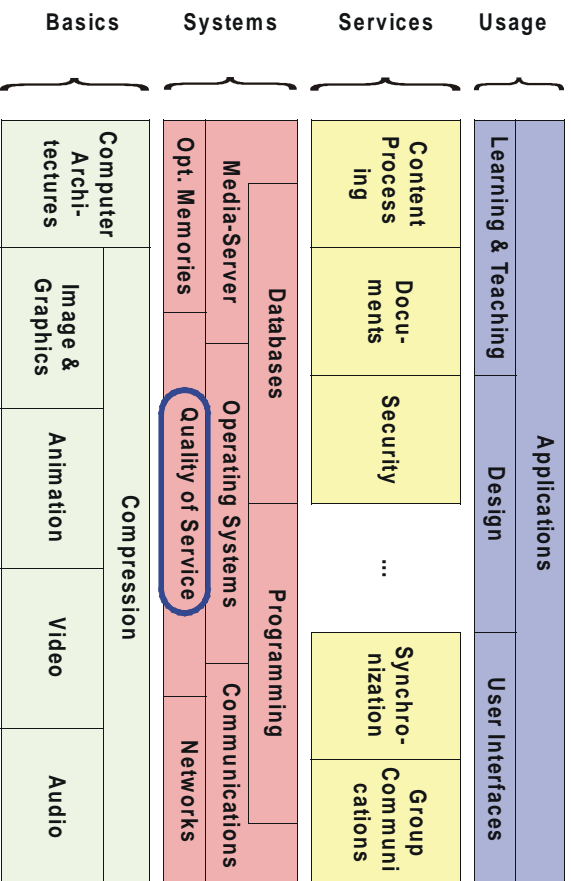 Basics
Systems
Services
Usage
Computer
Archi-
tectures
Image &
Graphics
Animation
Video
Audio
Compression
Opt. Memories
Quality of Service
Networks
Media-Server
Operating Systems
Communications
Databases
Programming
Content
Process
ing
Docu-
ments
Security
...
Synchro-
nization
Group
Communi
cations
Learning & Teaching
Design
User Interfaces
Applications